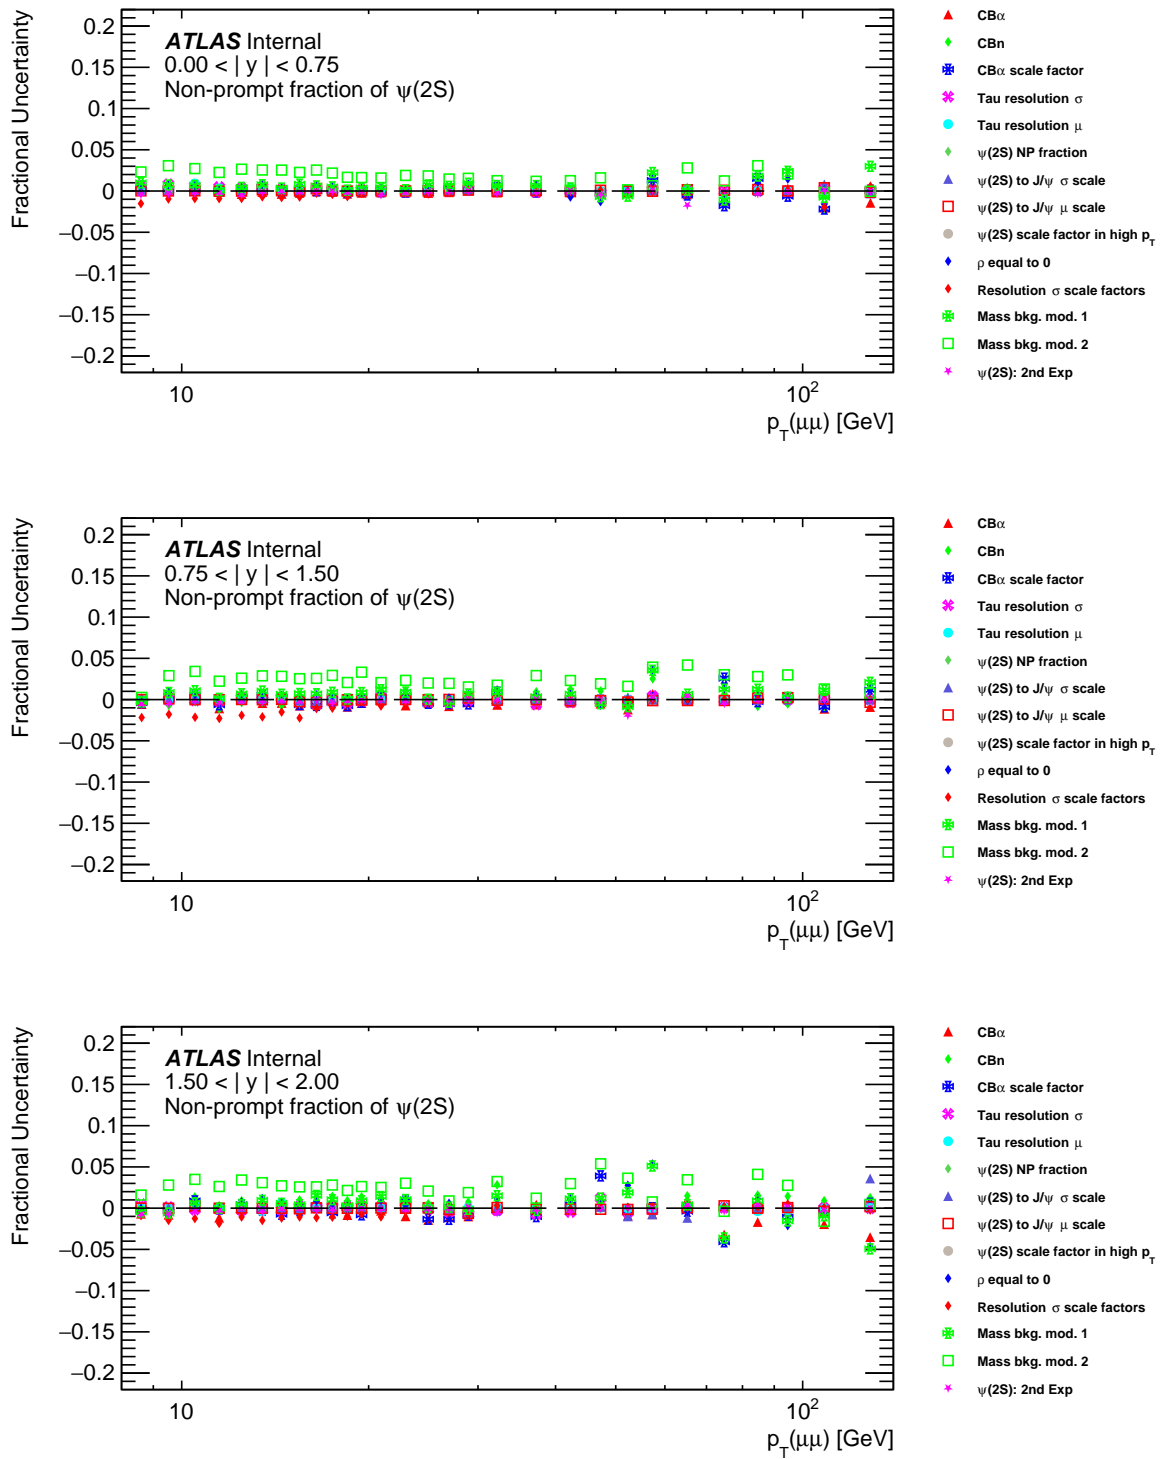 Fractional Uncertainty
0.2
0.15
0.1
0.05
0
−0.05
−0.1
−0.15
−0.2
ATLAS Internal
0.00 < | y | < 0.75
Non-prompt fraction of ψ(2S)
10
10²
p_T(μμ) [GeV]
CBα
CBn
CBα scale factor
Tau resolution σ
Tau resolution μ
ψ(2S) NP fraction
ψ(2S) to J/ψ σ scale
ψ(2S) to J/ψ μ scale
ψ(2S) scale factor in high p_T
ρ equal to 0
Resolution σ scale factors
Mass bkg. mod. 1
Mass bkg. mod. 2
ψ(2S): 2nd Exp
Fractional Uncertainty
0.2
0.15
0.1
0.05
0
−0.05
−0.1
−0.15
−0.2
ATLAS Internal
0.75 < | y | < 1.50
Non-prompt fraction of ψ(2S)
10
10²
p_T(μμ) [GeV]
CBα
CBn
CBα scale factor
Tau resolution σ
Tau resolution μ
ψ(2S) NP fraction
ψ(2S) to J/ψ σ scale
ψ(2S) to J/ψ μ scale
ψ(2S) scale factor in high p_T
ρ equal to 0
Resolution σ scale factors
Mass bkg. mod. 1
Mass bkg. mod. 2
ψ(2S): 2nd Exp
Fractional Uncertainty
0.2
0.15
0.1
0.05
0
−0.05
−0.1
−0.15
−0.2
ATLAS Internal
1.50 < | y | < 2.00
Non-prompt fraction of ψ(2S)
10
10²
p_T(μμ) [GeV]
CBα
CBn
CBα scale factor
Tau resolution σ
Tau resolution μ
ψ(2S) NP fraction
ψ(2S) to J/ψ σ scale
ψ(2S) to J/ψ μ scale
ψ(2S) scale factor in high p_T
ρ equal to 0
Resolution σ scale factors
Mass bkg. mod. 1
Mass bkg. mod. 2
ψ(2S): 2nd Exp